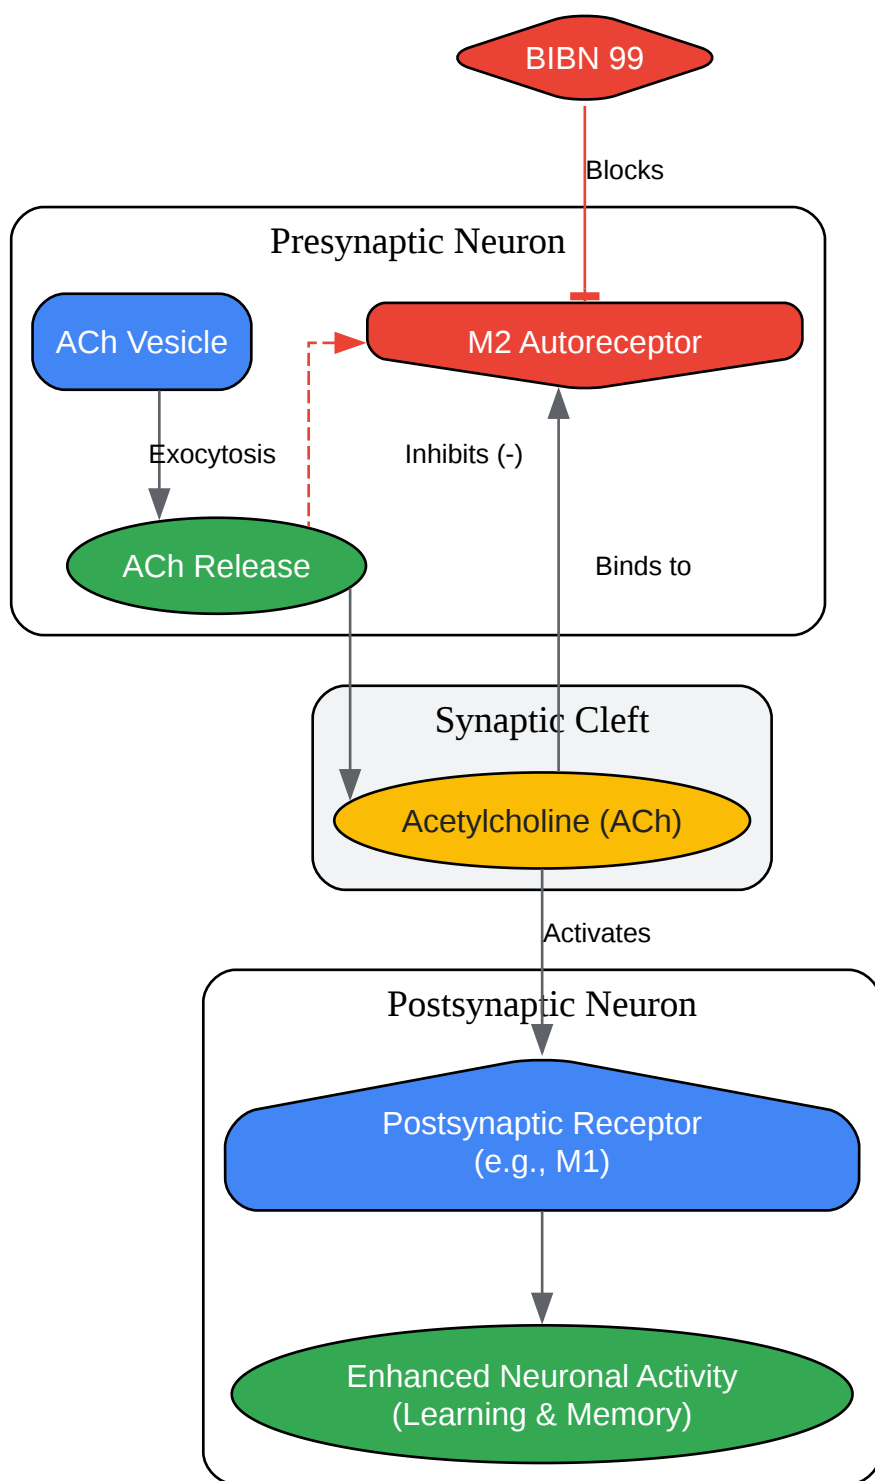 BIBN 99
Blocks
Presynaptic Neuron
ACh Vesicle
M2 Autoreceptor
Exocytosis
Inhibits (-)
ACh Release
Binds to
Synaptic Cleft
Acetylcholine (ACh)
Activates
Postsynaptic Neuron
Postsynaptic Receptor
(e.g., M1)
Enhanced Neuronal Activity
(Learning & Memory)